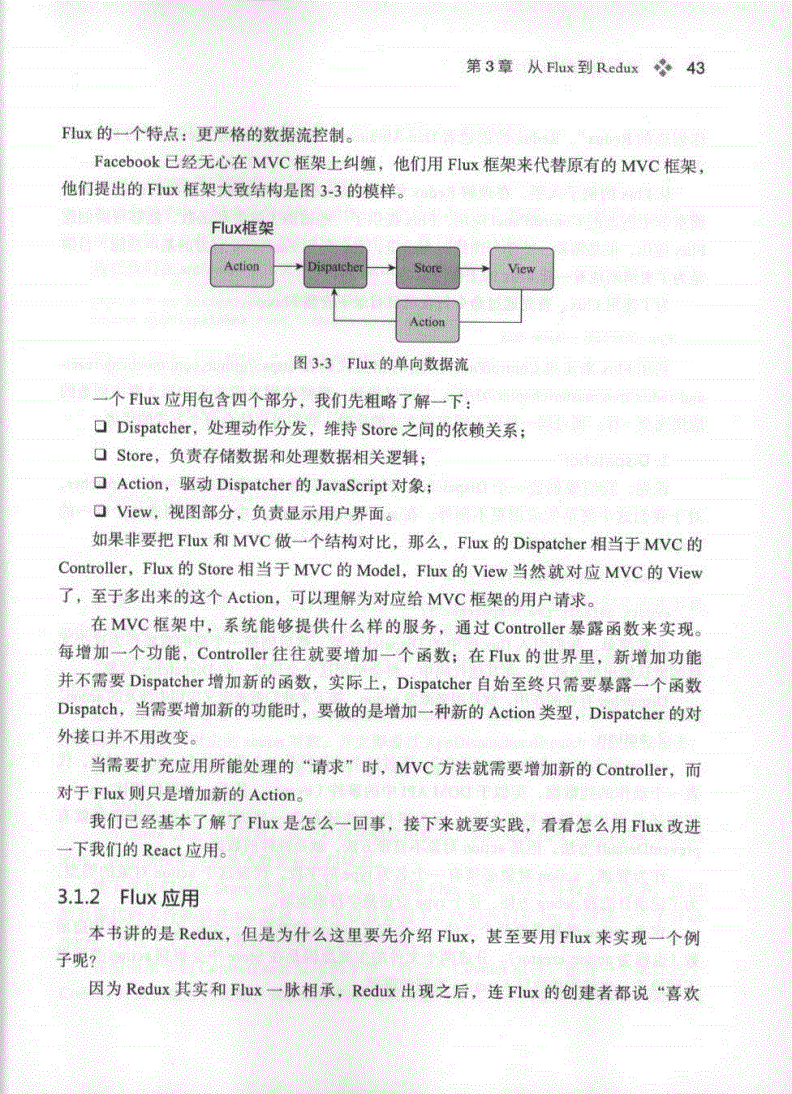 第3章 从 Flux 到 Redux 43
Flux 的一个特点：更严格的数据流控制。
Facebook 已经无心在 MVC 框架上纠缠，他们用 Flux 框架来代替原有的 MVC 框架，
他们提出的 Flux 框架大致结构是图 3-3 的模样。
Flux框架
Action Dispatcher Store View
Action
图 3-3 Flux 的单向数据流
一个 Flux 应用包含四个部分，我们先粗略了解一下：
❑ Dispatcher，处理动作分发，维持 Store 之间的依赖关系；
❑ Store，负责存储数据和处理数据相关逻辑；
❑ Action，驱动 Dispatcher 的 JavaScript 对象；
❑ View，视图部分，负责显示用户界面。
如果非要把 Flux 和 MVC 做一个结构对比，那么，Flux 的 Dispatcher 相当于 MVC 的
Controller，Flux 的 Store 相当于 MVC 的 Model，Flux 的 View 当然就对应 MVC 的 View
了，至于多出来的这个 Action，可以理解为对应给 MVC 框架的用户请求。
在 MVC 框架中，系统能够提供什么样的服务，通过 Controller 暴露函数来实现。
每增加一个功能，Controller 往往就要增加一个函数；在 Flux 的世界里，新增加功能
并不需要 Dispatcher 增加新的函数，实际上，Dispatcher 自始至终只需要暴露一个函数
Dispatch，当需要增加新的功能时，要做的是增加一种新的 Action 类型，Dispatcher 的对
外接口并不用改变。
当需要扩充应用所能处理的“请求”时，MVC 方法就需要增加新的 Controller，而
对于 Flux 则只是增加新的 Action。
我们已经基本了解了 Flux 是怎么一回事，接下来就要实践，看看怎么用 Flux 改进
一下我们的 React 应用。
3.1.2 Flux 应用
本书讲的是 Redux，但是为什么这里要先介绍 Flux，甚至要用 Flux 来实现一个例
子呢？
因为 Redux 其实和 Flux 一脉相承，Redux 出现之后，连 Flux 的创建者都说“喜欢